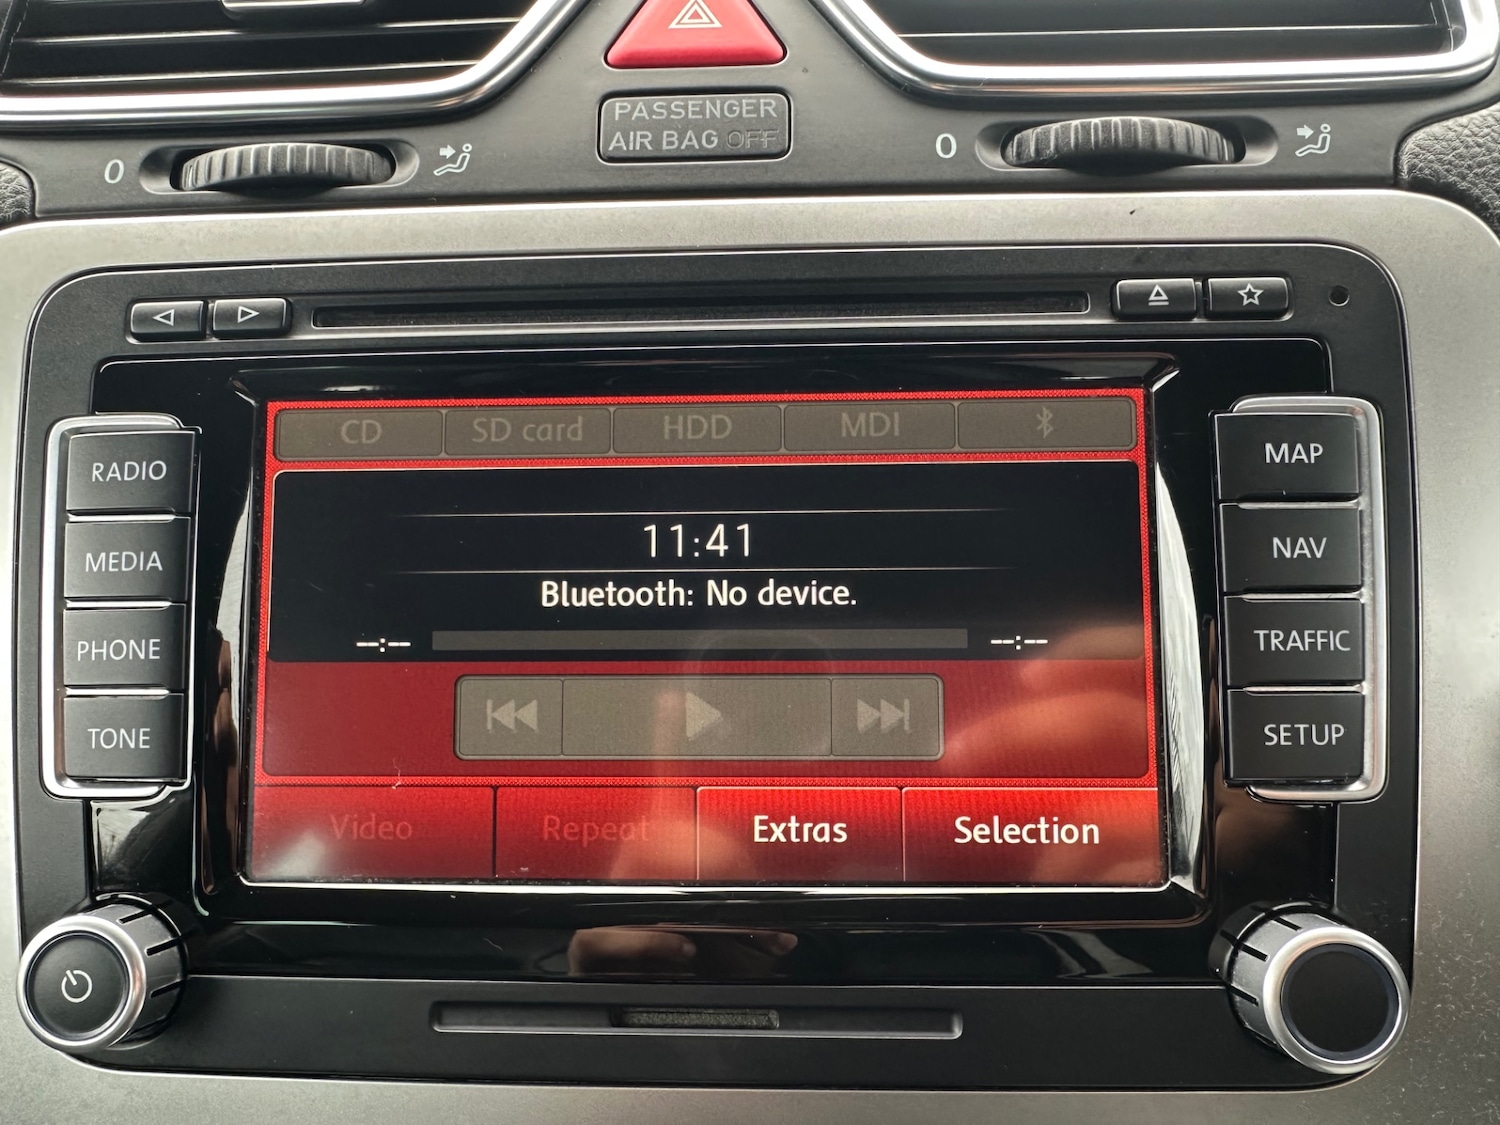 PASSENGER
AIR BAG OFF
0
0
CD SD card HDD MDI
RADIO
MEDIA
PHONE
TONE
11:41
Bluetooth: No device.
--:-- --:--
Video Repeat Extras Selection
MAP
NAV
TRAFFIC
SETUP